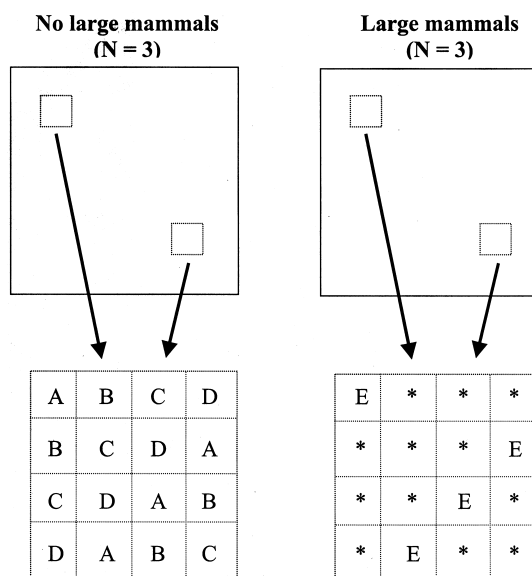 No large mammals
(N = 3)
Large mammals
(N = 3)
A B C D
B C D A
C D A B
D A B C
E * * *
* * * E
* * E *
* E * *